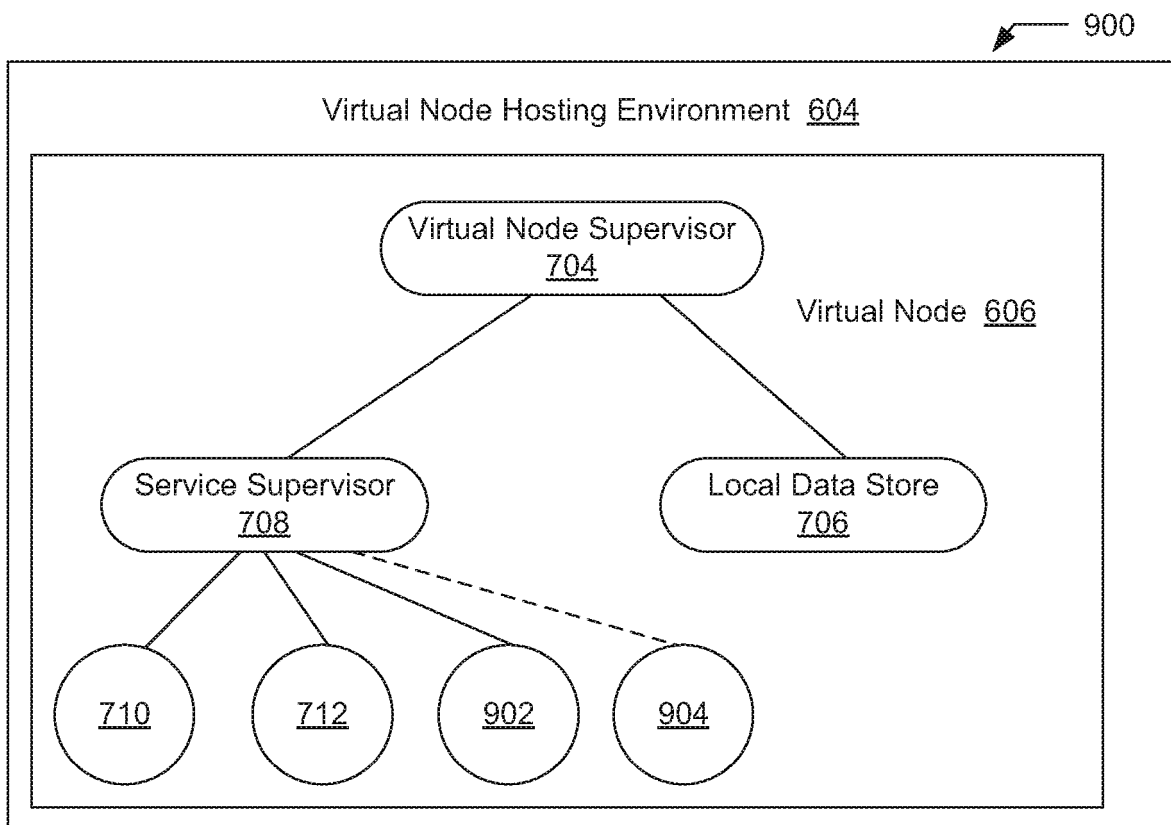 900
Virtual Node Hosting Environment 604
Virtual Node Supervisor
704
Virtual Node 606
Service Supervisor
708
Local Data Store
706
710
712
902
904